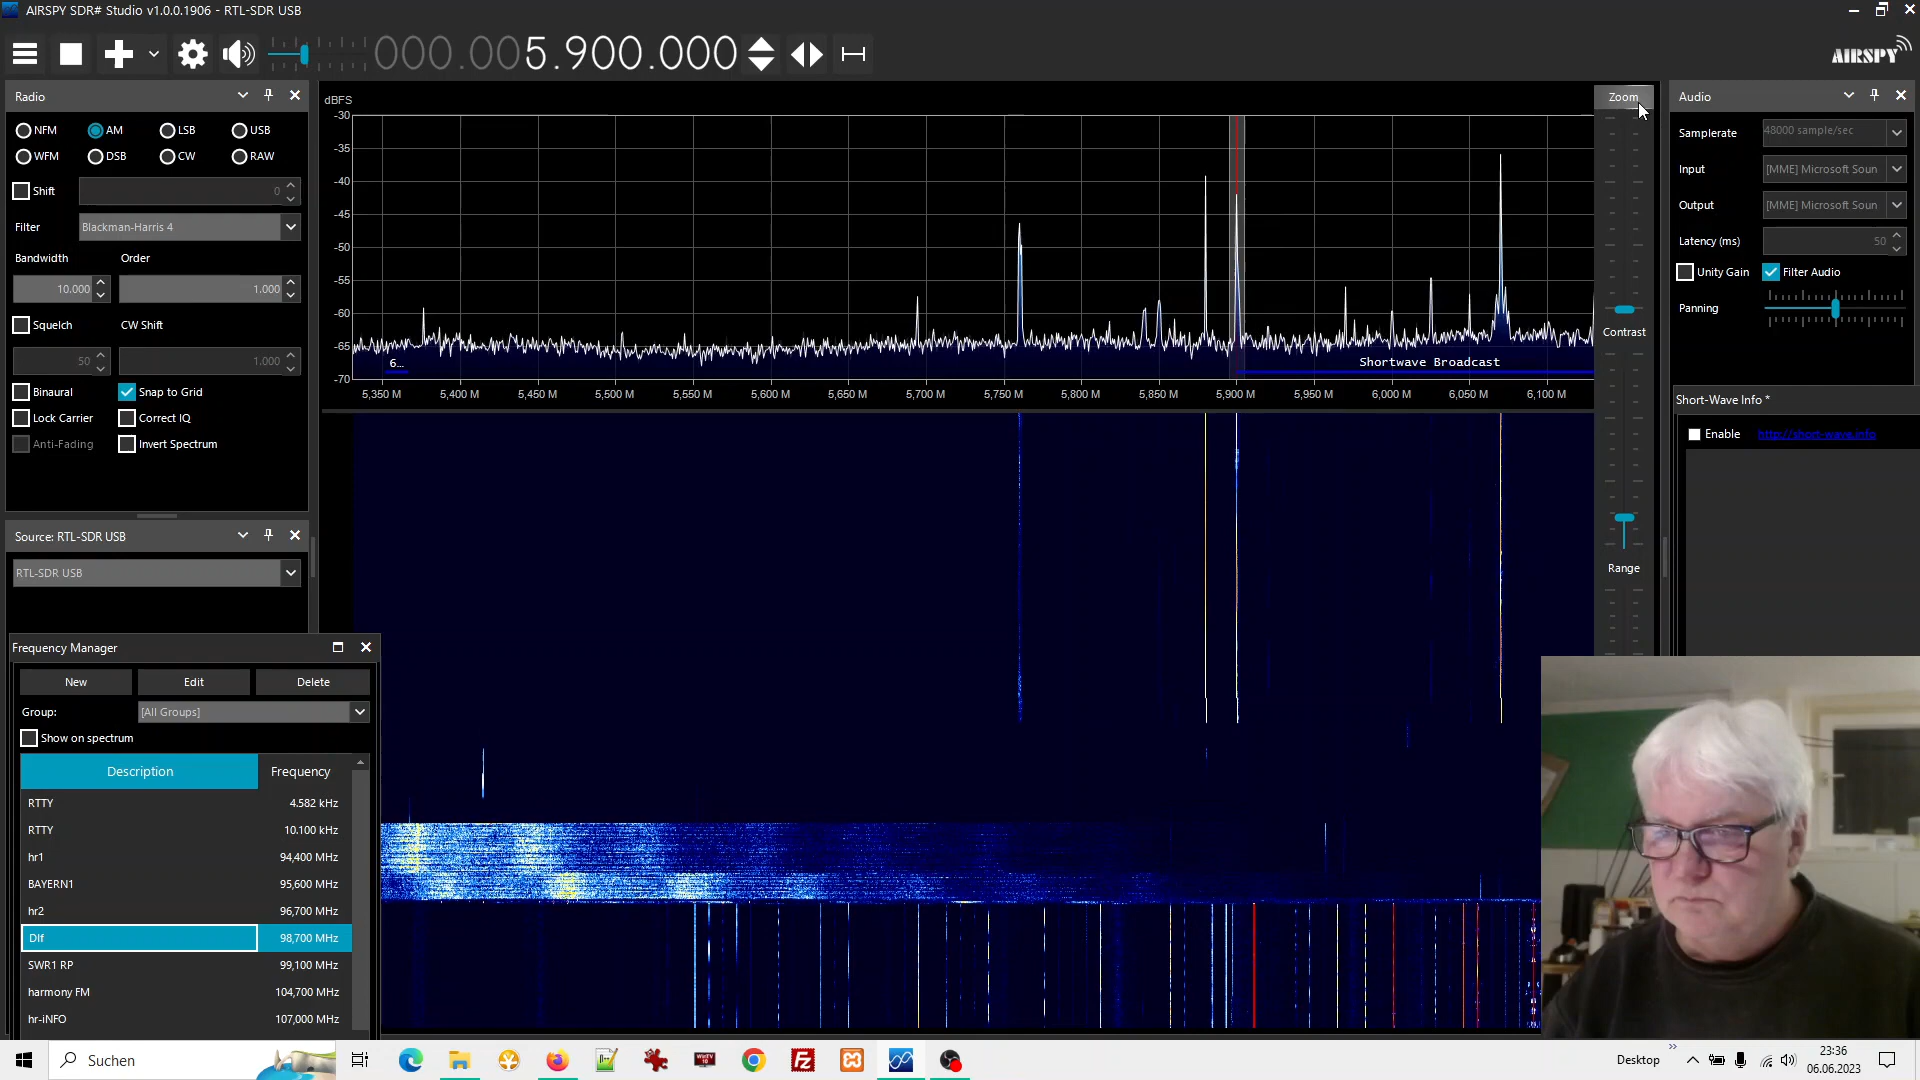 AIRSPY SDR# Studio v1.0.0.1906 - RTL-SDR USB
000.005.900.000
AIRSPY
Radio
NFM AM LSB USB
WFM DSB CW RAW
Shift 0
Filter Blackman-Harris 4
Bandwidth Order
10.000 1.000
Squelch CW Shift
50 1.000
Binaural Snap to Grid
Lock Carrier Correct IQ
Anti-Fading Invert Spectrum
Source: RTL-SDR USB
RTL-SDR USB
Frequency Manager
New Edit Delete
Group: [All Groups]
Show on spectrum
Description Frequency
RTTY 4.582 kHz
RTTY 10.100 kHz
hr1 94,400 MHz
BAYERN1 95,600 MHz
hr2 96,700 MHz
Dlf 98,700 MHz
SWR1 RP 99,100 MHz
harmony FM 104,700 MHz
hr-iNFO 107,000 MHz
dBFS
-30
-35
-40
-45
-50
-55
-60
-65
-70
6...
Shortwave Broadcast
5,350 M 5,400 M 5,450 M 5,500 M 5,550 M 5,600 M 5,650 M 5,700 M 5,750 M 5,800 M 5,850 M 5,900 M 5,950 M 6,000 M 6,050 M 6,100 M
Zoom
Contrast
Range
Audio
Samplerate 48000 sample/sec
Input [MME] Microsoft Soun
Output [MME] Microsoft Soun
Latency (ms) 50
Unity Gain Filter Audio
Panning
Short-Wave Info *
Enable http://short-wave.info
Suchen
Desktop
23:36
06.06.2023